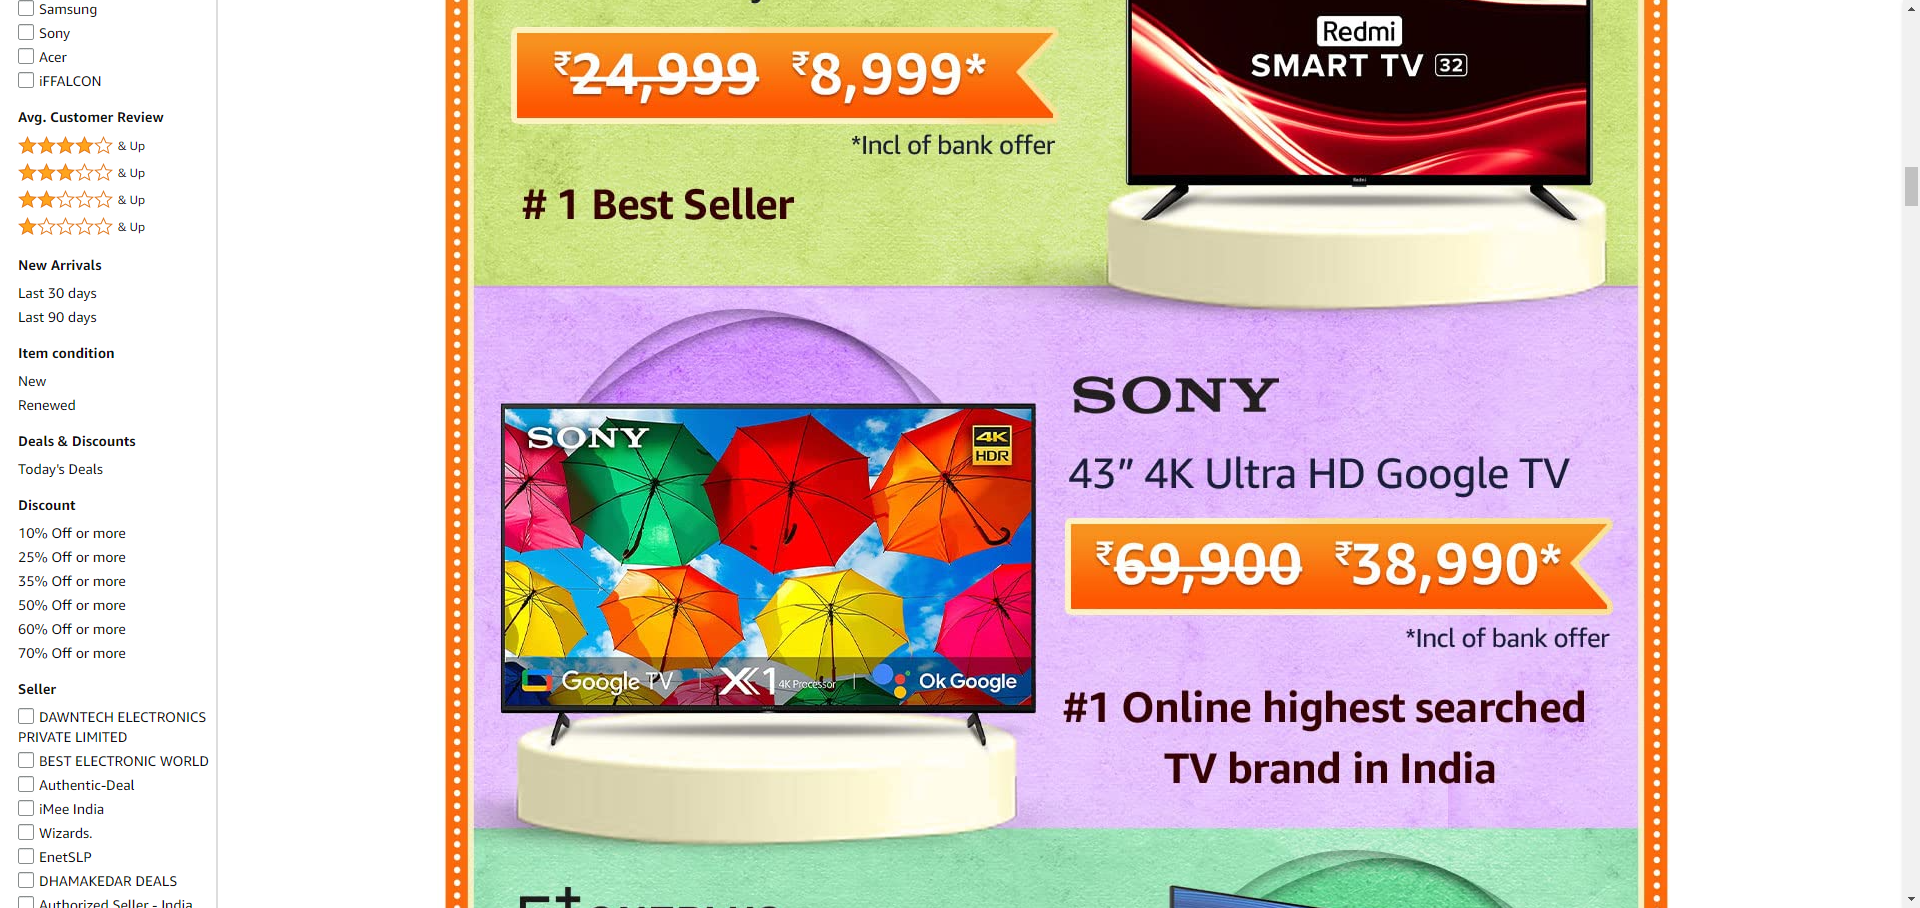 Samsung
Sony
Acer
iFFALCON
Avg. Customer Review
& Up
& Up
& Up
& Up
New Arrivals
Last 30 days
Last 90 days
Item condition
New
Renewed
Deals & Discounts
Today's Deals
Discount
10% Off or more
25% Off or more
35% Off or more
50% Off or more
60% Off or more
70% Off or more
Seller
DAWNTECH ELECTRONICS
PRIVATE LIMITED
BEST ELECTRONIC WORLD
Authentic-Deal
iMee India
Wizards.
EnetSLP
DHAMAKEDAR DEALS
Authorized Seller - India
₹24,999 ₹8,999*
*Incl of bank offer
# 1 Best Seller
Redmi
SMART TV 32
Redmi
SONY
4K
HDR
Google TV | X1 4K Processor | Ok Google
SONY
43” 4K Ultra HD Google TV
₹69,900 ₹38,990*
*Incl of bank offer
#1 Online highest searched
TV brand in India